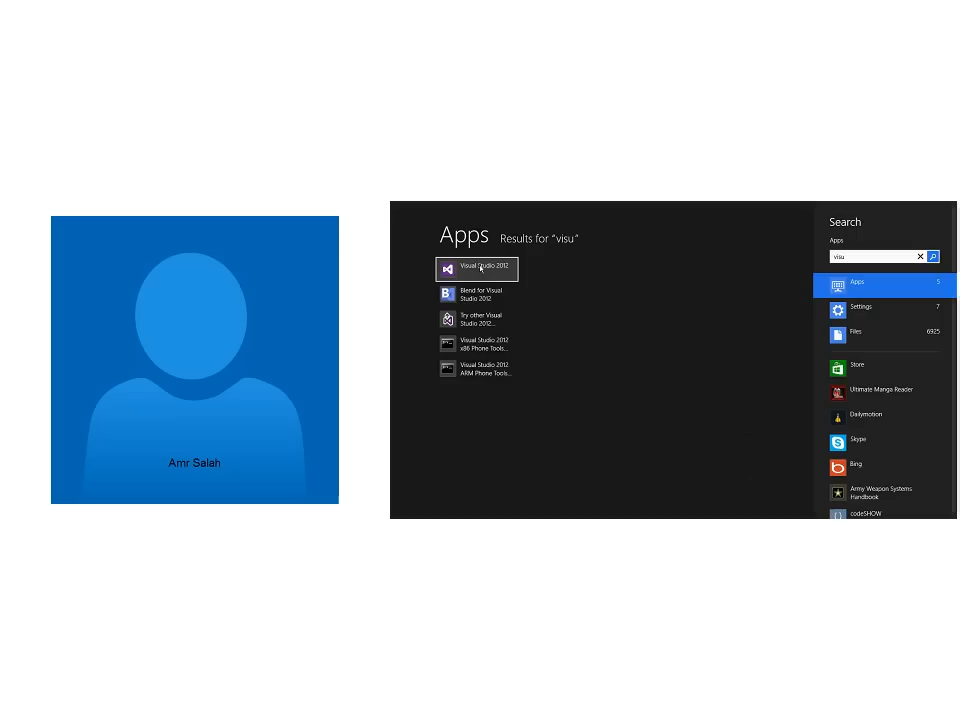 Amr Salah
Apps Results for "visu"
Visual Studio 2012
Blend for Visual
Studio 2012
Try other Visual
Studio 2012...
Visual Studio 2012
x86 Phone Tools...
Visual Studio 2012
ARM Phone Tools...
Search
Apps
visu
Apps 5
Settings 7
Files 6925
Store
Ultimate Manga Reader
Dailymotion
Skype
Bing
Army Weapon Systems
Handbook
codeSHOW